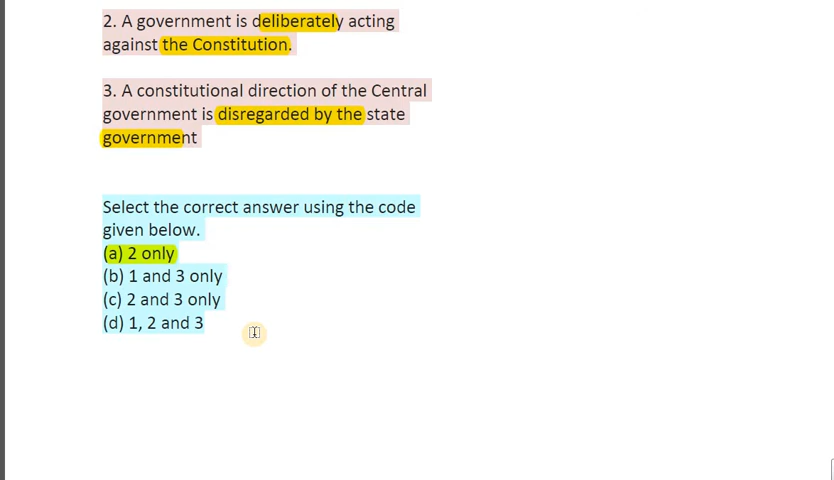 2. A government is deliberately acting
against the Constitution.
3. A constitutional direction of the Central
government is disregarded by the state
government
Select the correct answer using the code
given below.
(a) 2 only
(b) 1 and 3 only
(c) 2 and 3 only
(d) 1, 2 and 3